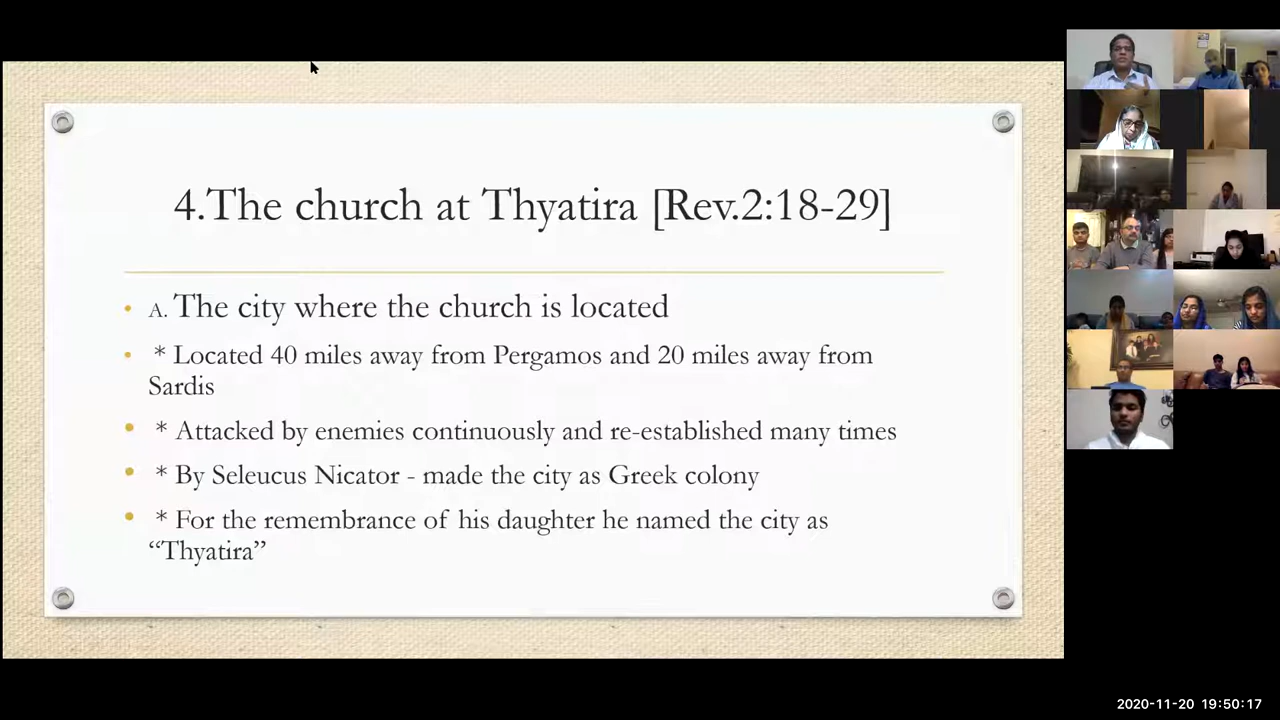 4.The church at Thyatira [Rev.2:18-29]
• A. The city where the church is located
• * Located 40 miles away from Pergamos and 20 miles away from
Sardis
• * Attacked by enemies continuously and re-established many times
• * By Seleucus Nicator - made the city as Greek colony
• * For the remembrance of his daughter he named the city as
“Thyatira”
2020-11-20 19:50:17